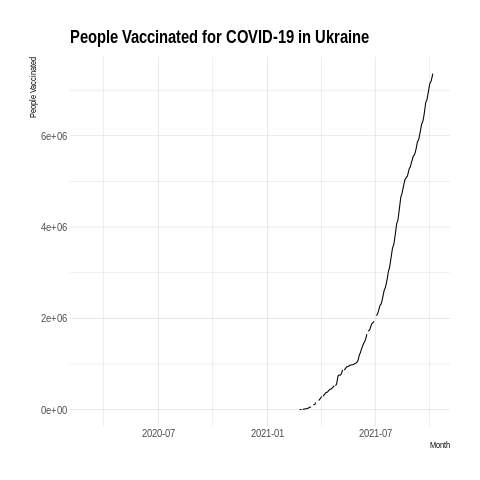 People Vaccinated for COVID-19 in Ukraine
People Vaccinated
6e+06
4e+06
2e+06
0e+00
2020-07
2021-01
2021-07
Month